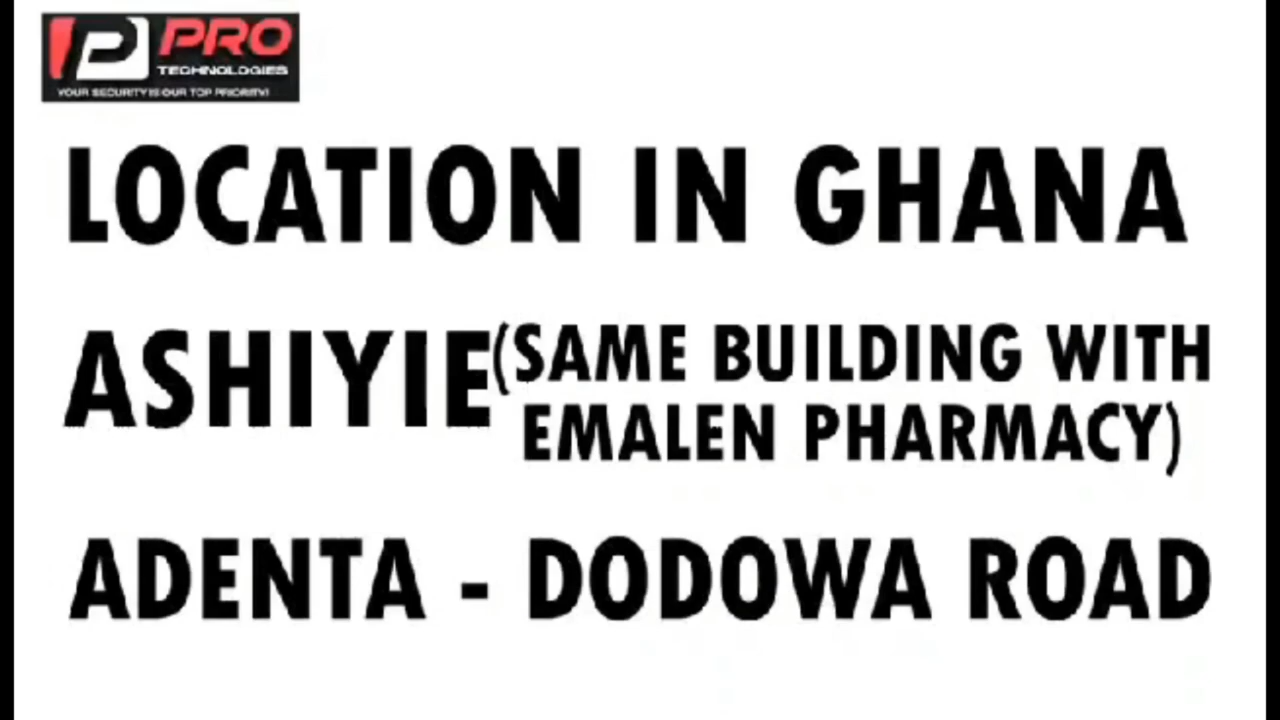 PRO
TECHNOLOGIES
YOUR SECURITY IS OUR TOP PRIORITY!
LOCATION IN GHANA
ASHIYIE (SAME BUILDING WITH
EMALEN PHARMACY)
ADENTA - DODOWA ROAD